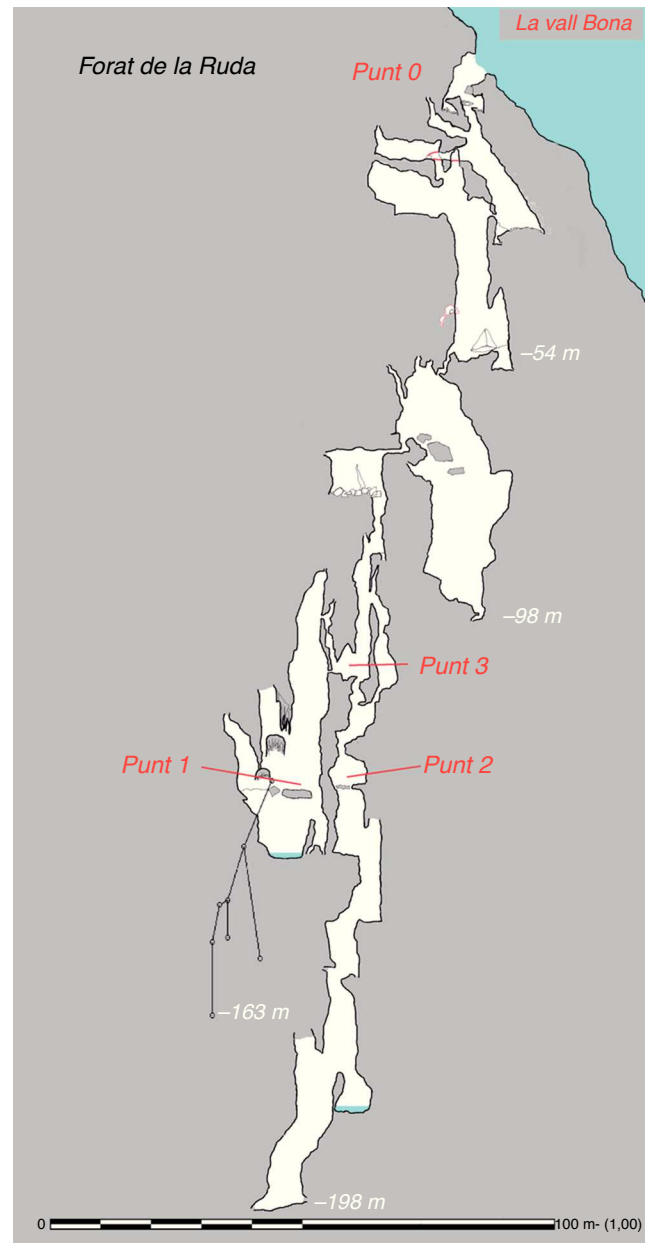 La vall Bona
Forat de la Ruda
Punt 0
–54 m
–98 m
Punt 3
Punt 1
Punt 2
–163 m
–198 m
0
100 m- (1,00)